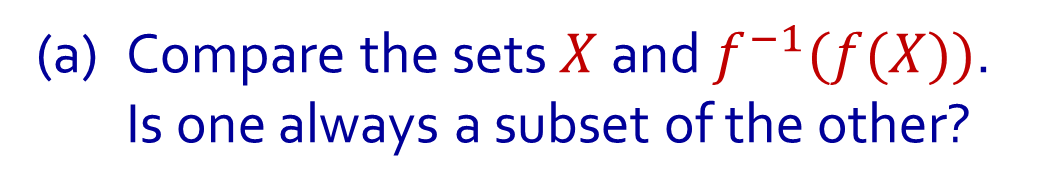 (a) Compare the sets X and f⁻¹(f(X)).
Is one always a subset of the other?